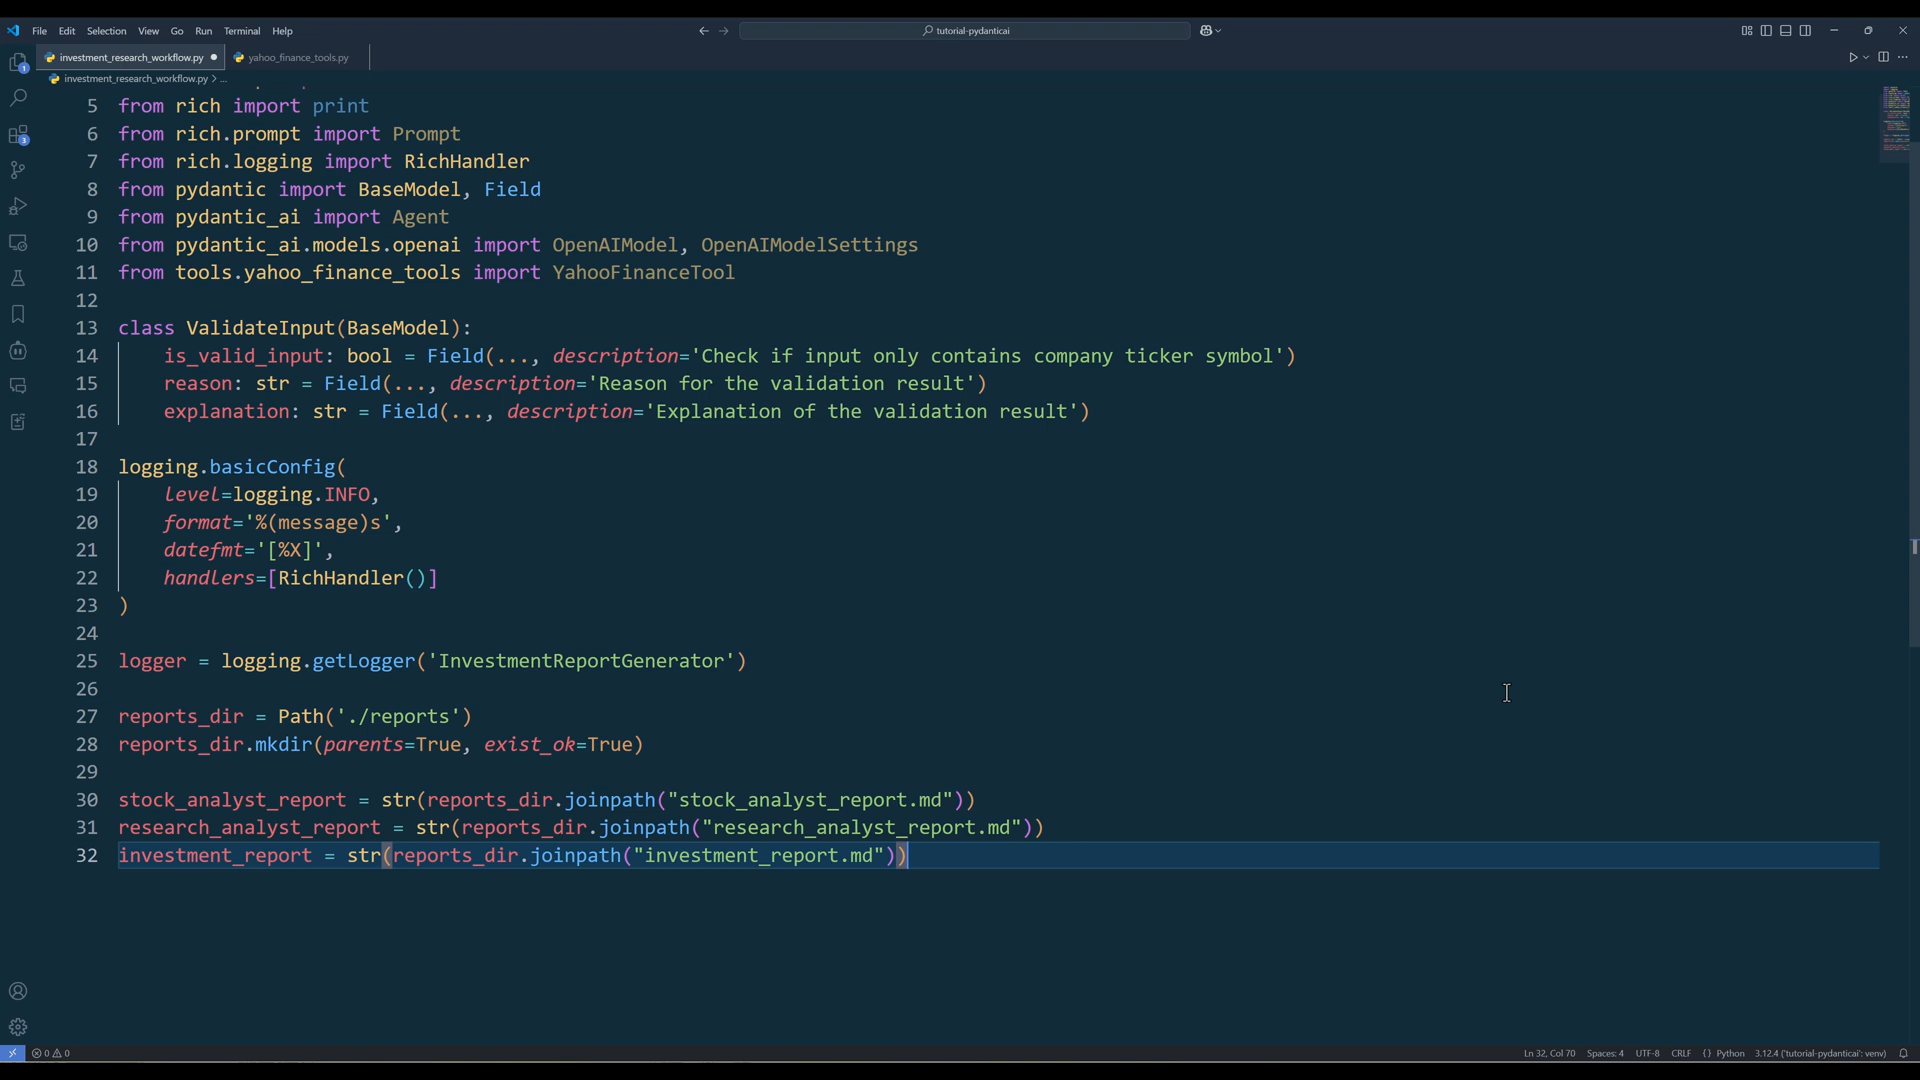 File Edit Selection View Go Run Terminal Help
tutorial-pydanticai
investment_research_workflow.py
yahoo_finance_tools.py
investment_research_workflow.py > ...
5 from rich import print
6 from rich.prompt import Prompt
7 from rich.logging import RichHandler
8 from pydantic import BaseModel, Field
9 from pydantic_ai import Agent
10 from pydantic_ai.models.openai import OpenAIModel, OpenAIModelSettings
11 from tools.yahoo_finance_tools import YahooFinanceTool
12
13 class ValidateInput(BaseModel):
14     is_valid_input: bool = Field(..., description='Check if input only contains company ticker symbol')
15     reason: str = Field(..., description='Reason for the validation result')
16     explanation: str = Field(..., description='Explanation of the validation result')
17
18 logging.basicConfig(
19     level=logging.INFO,
20     format='%(message)s',
21     datefmt='[%X]',
22     handlers=[RichHandler()]
23 )
24
25 logger = logging.getLogger('InvestmentReportGenerator')
26
27 reports_dir = Path('./reports')
28 reports_dir.mkdir(parents=True, exist_ok=True)
29
30 stock_analyst_report = str(reports_dir.joinpath("stock_analyst_report.md"))
31 research_analyst_report = str(reports_dir.joinpath("research_analyst_report.md"))
32 investment_report = str(reports_dir.joinpath("investment_report.md"))
1
3
0 0
Ln 32, Col 70 Spaces: 4 UTF-8 CRLF {} Python 3.12.4 ('tutorial-pydanticai': venv)